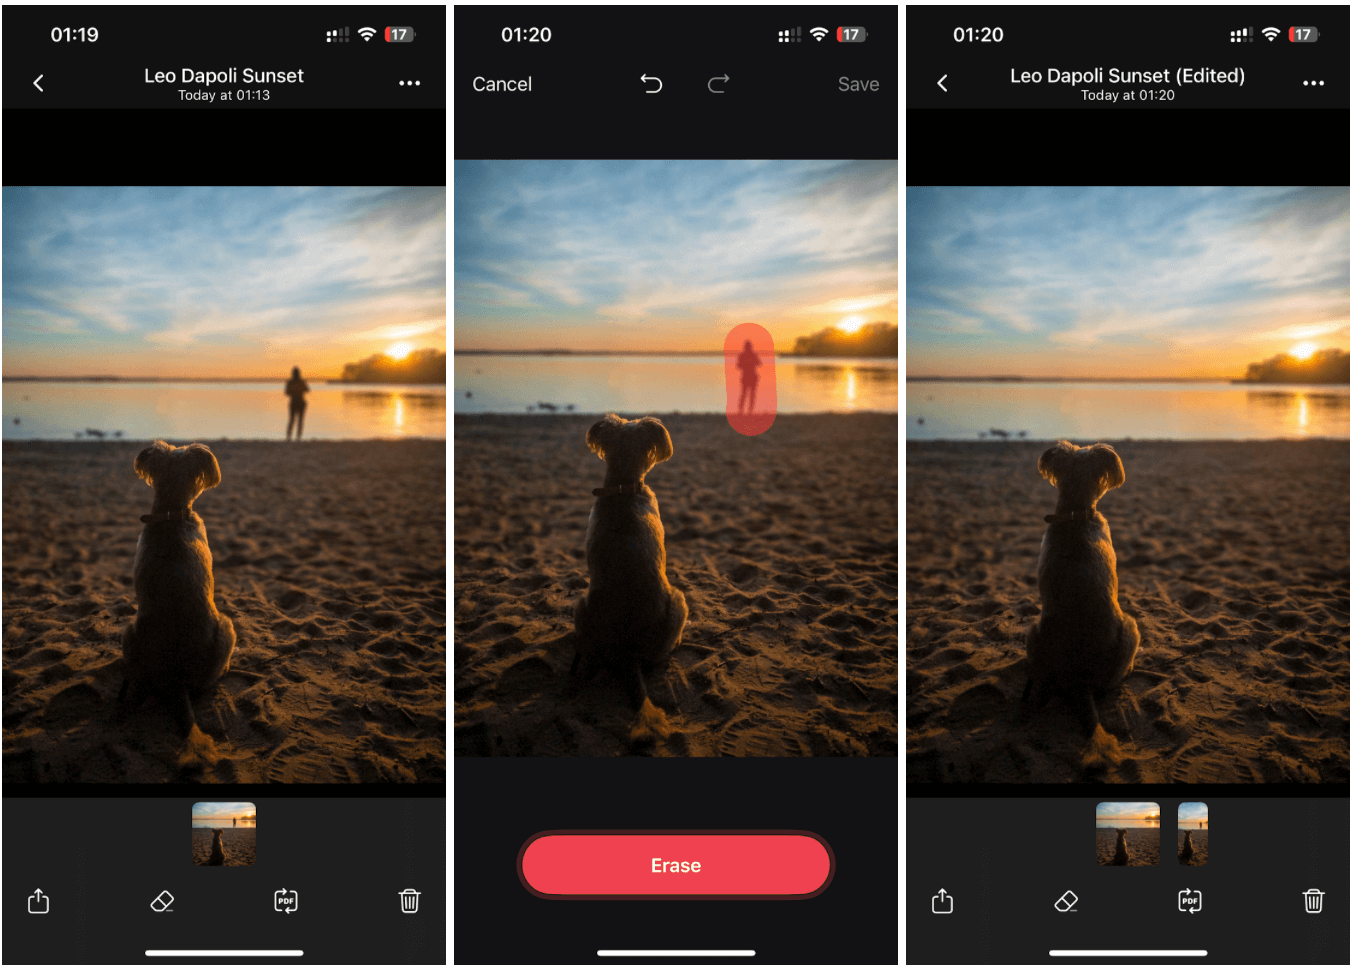 01:19
17
Leo Dapoli Sunset
Today at 01:13
PDF
01:20
17
Cancel
Save
Erase
01:20
17
Leo Dapoli Sunset (Edited)
Today at 01:20
PDF